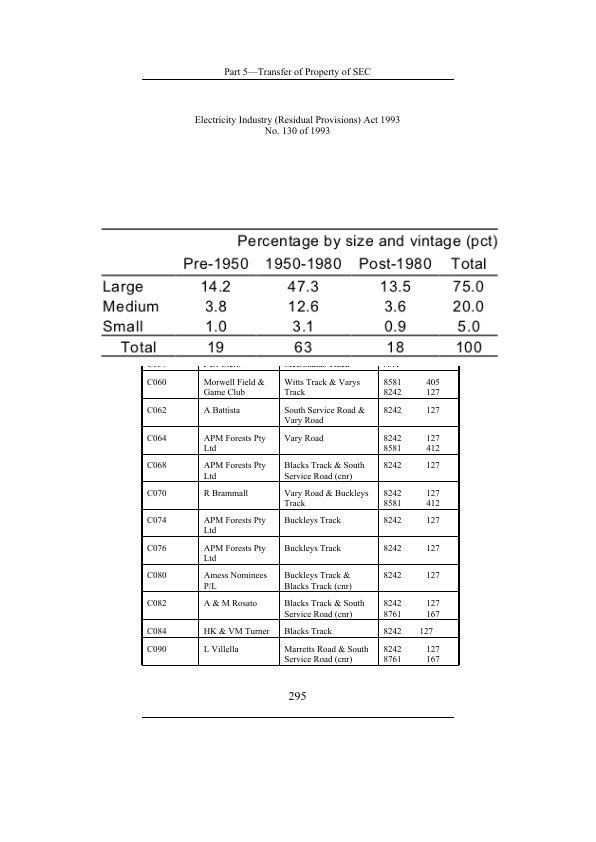 Part 5—Transfer of Property of SEC
Electricity Industry (Residual Provisions) Act 1993
No. 130 of 1993
Percentage by size and vintage (pct)
Pre-1950 1950-1980 Post-1980 Total
Large 14.2 47.3 13.5 75.0
Medium 3.8 12.6 3.6 20.0
Small 1.0 3.1 0.9 5.0
Total 19 63 18 100
C060 Morwell Field & Witts Track & Varys 8581 405
Game Club Track 8242 127
C062 A Battista South Service Road & 8242 127
Vary Road
C064 APM Forests Pty Vary Road 8242 127
Ltd 8581 412
C068 APM Forests Pty Blacks Track & South 8242 127
Ltd Service Road (cnr)
C070 R Brammall Vary Road & Buckleys 8242 127
Track 8581 412
C074 APM Forests Pty Buckleys Track 8242 127
Ltd
C076 APM Forests Pty Buckleys Track 8242 127
Ltd
C080 Amess Nominees Buckleys Track & 8242 127
P/L Blacks Track (cnr)
C082 A & M Rosato Blacks Track & South 8242 127
Service Road (cnr) 8761 167
C084 HK & VM Turner Blacks Track 8242 127
C090 L Villella Marretts Road & South 8242 127
Service Road (cnr) 8761 167
295